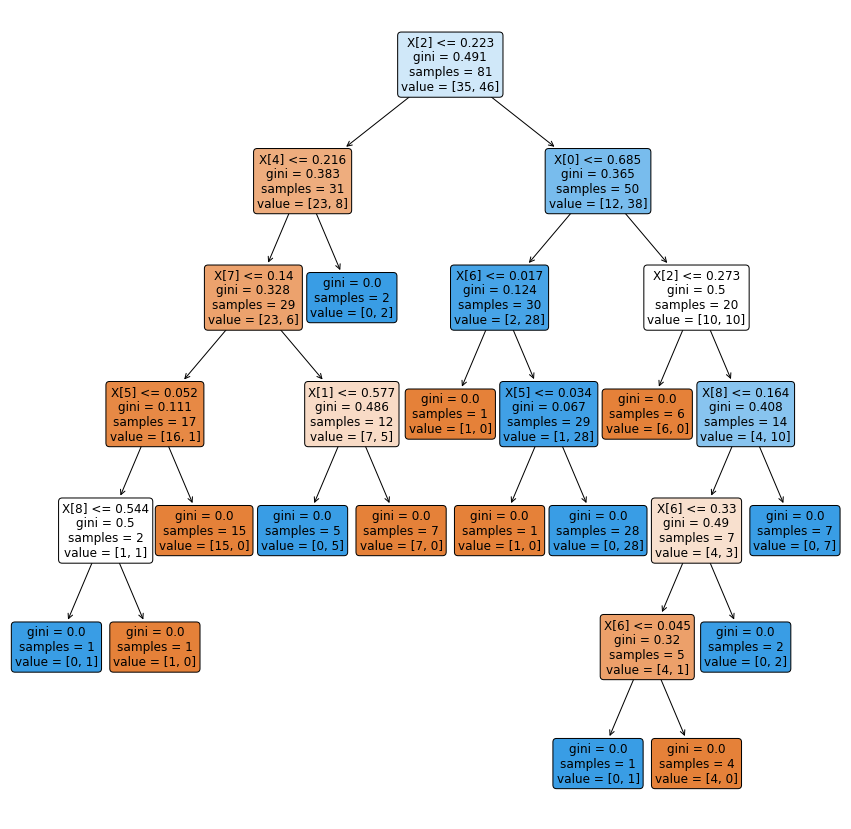 X[2] <= 0.223
gini = 0.491
samples = 81
value = [35, 46]
X[4] <= 0.216
gini = 0.383
samples = 31
value = [23, 8]
X[0] <= 0.685
gini = 0.365
samples = 50
value = [12, 38]
X[7] <= 0.14
gini = 0.328
samples = 29
value = [23, 6]
gini = 0.0
samples = 2
value = [0, 2]
X[6] <= 0.017
gini = 0.124
samples = 30
value = [2, 28]
X[2] <= 0.273
gini = 0.5
samples = 20
value = [10, 10]
X[5] <= 0.052
gini = 0.111
samples = 17
value = [16, 1]
X[1] <= 0.577
gini = 0.486
samples = 12
value = [7, 5]
gini = 0.0
samples = 1
value = [1, 0]
X[5] <= 0.034
gini = 0.067
samples = 29
value = [1, 28]
gini = 0.0
samples = 6
value = [6, 0]
X[8] <= 0.164
gini = 0.408
samples = 14
value = [4, 10]
X[8] <= 0.544
gini = 0.5
samples = 2
value = [1, 1]
gini = 0.0
samples = 15
value = [15, 0]
gini = 0.0
samples = 5
value = [0, 5]
gini = 0.0
samples = 7
value = [7, 0]
gini = 0.0
samples = 1
value = [1, 0]
gini = 0.0
samples = 28
value = [0, 28]
X[6] <= 0.33
gini = 0.49
samples = 7
value = [4, 3]
gini = 0.0
samples = 7
value = [0, 7]
gini = 0.0
samples = 1
value = [0, 1]
gini = 0.0
samples = 1
value = [1, 0]
X[6] <= 0.045
gini = 0.32
samples = 5
value = [4, 1]
gini = 0.0
samples = 2
value = [0, 2]
gini = 0.0
samples = 1
value = [0, 1]
gini = 0.0
samples = 4
value = [4, 0]